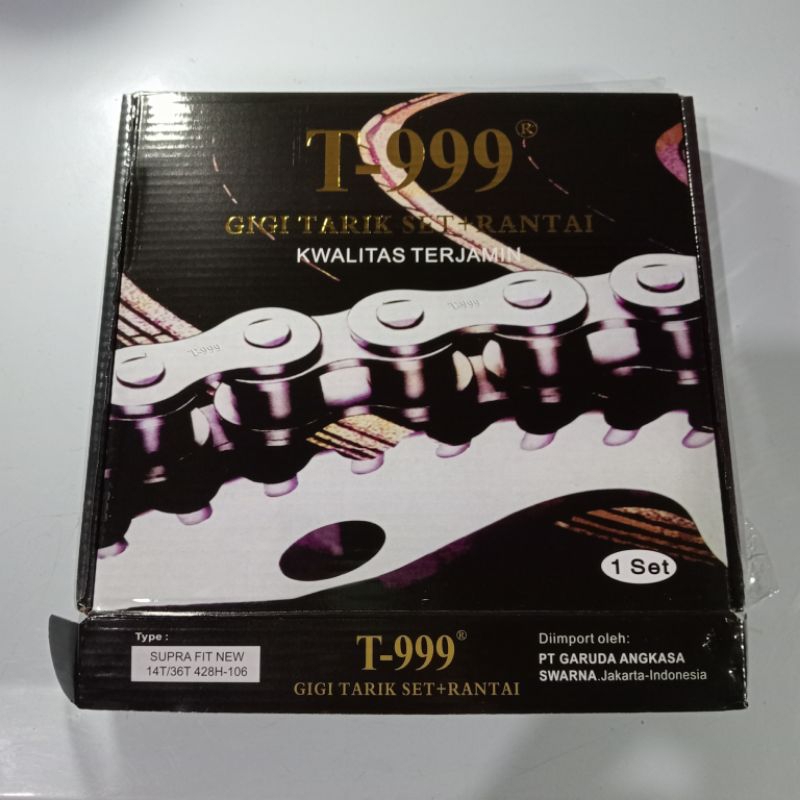 T-999®
GIGI TARIK SET+RANTAI
KWALITAS TERJAMIN
T-999
T-999
1 Set
Type :
SUPRA FIT NEW
14T/36T 428H-106
T-999®
GIGI TARIK SET+RANTAI
Diimport oleh:
PT GARUDA ANGKASA
SWARNA.Jakarta-Indonesia